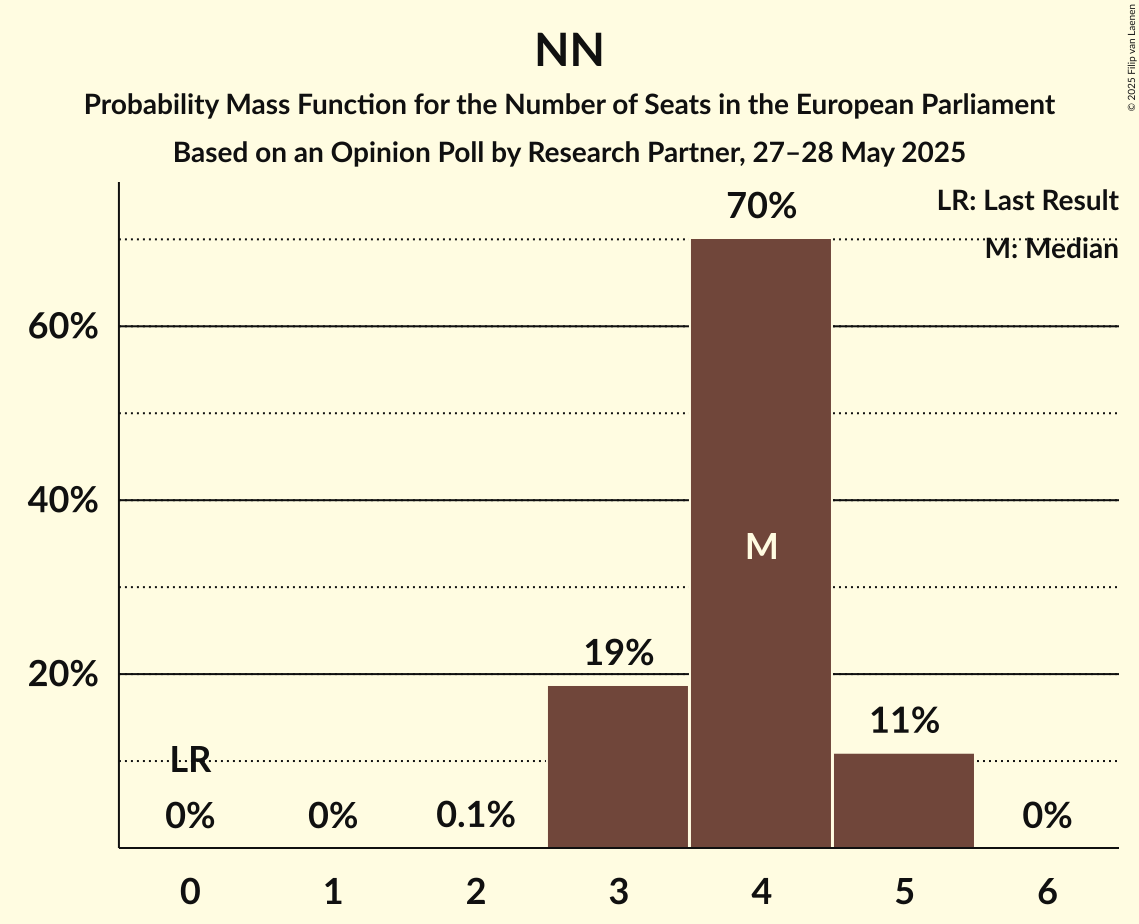 NN
Probability Mass Function for the Number of Seats in the European Parliament
Based on an Opinion Poll by Research Partner, 27–28 May 2025
© 2025 Filip van Laenen
LR: Last Result
M: Median
70%
60%
40%
M
19%
20%
11%
LR
0%
0%
0.1%
0%
0
1
2
3
4
5
6